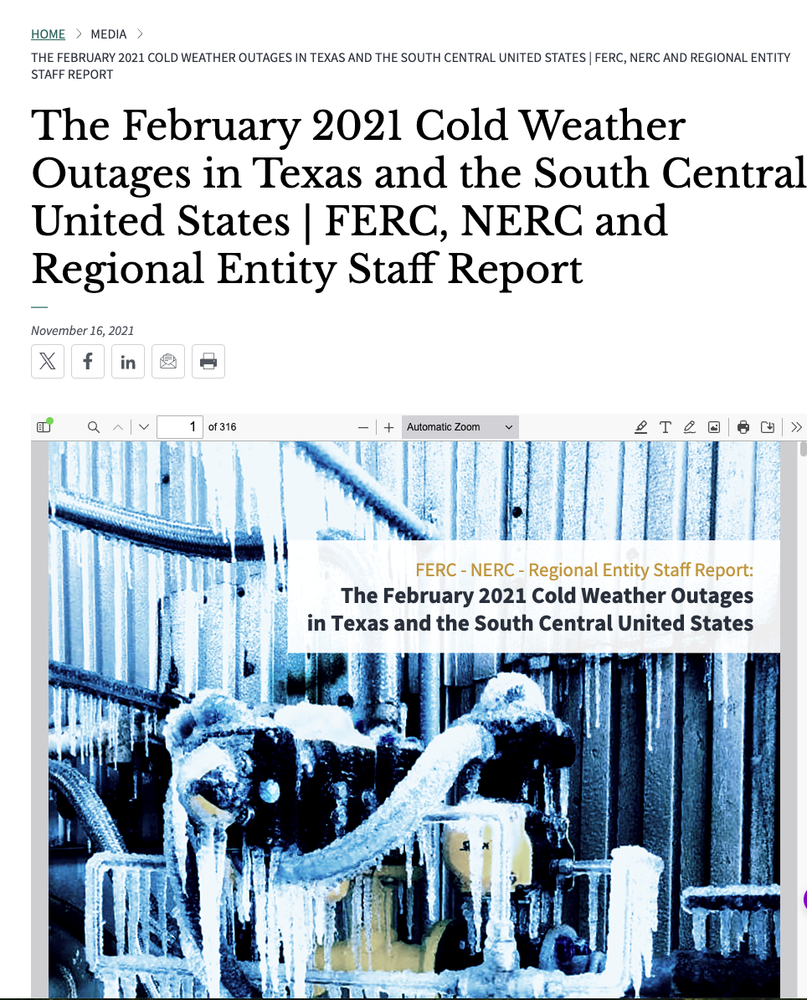 HOME > MEDIA >
THE FEBRUARY 2021 COLD WEATHER OUTAGES IN TEXAS AND THE SOUTH CENTRAL UNITED STATES | FERC, NERC AND REGIONAL ENTITY
STAFF REPORT
The February 2021 Cold Weather
Outages in Texas and the South Central
United States | FERC, NERC and
Regional Entity Staff Report
November 16, 2021
1 of 316
Automatic Zoom
FERC - NERC - Regional Entity Staff Report:
The February 2021 Cold Weather Outages
in Texas and the South Central United States